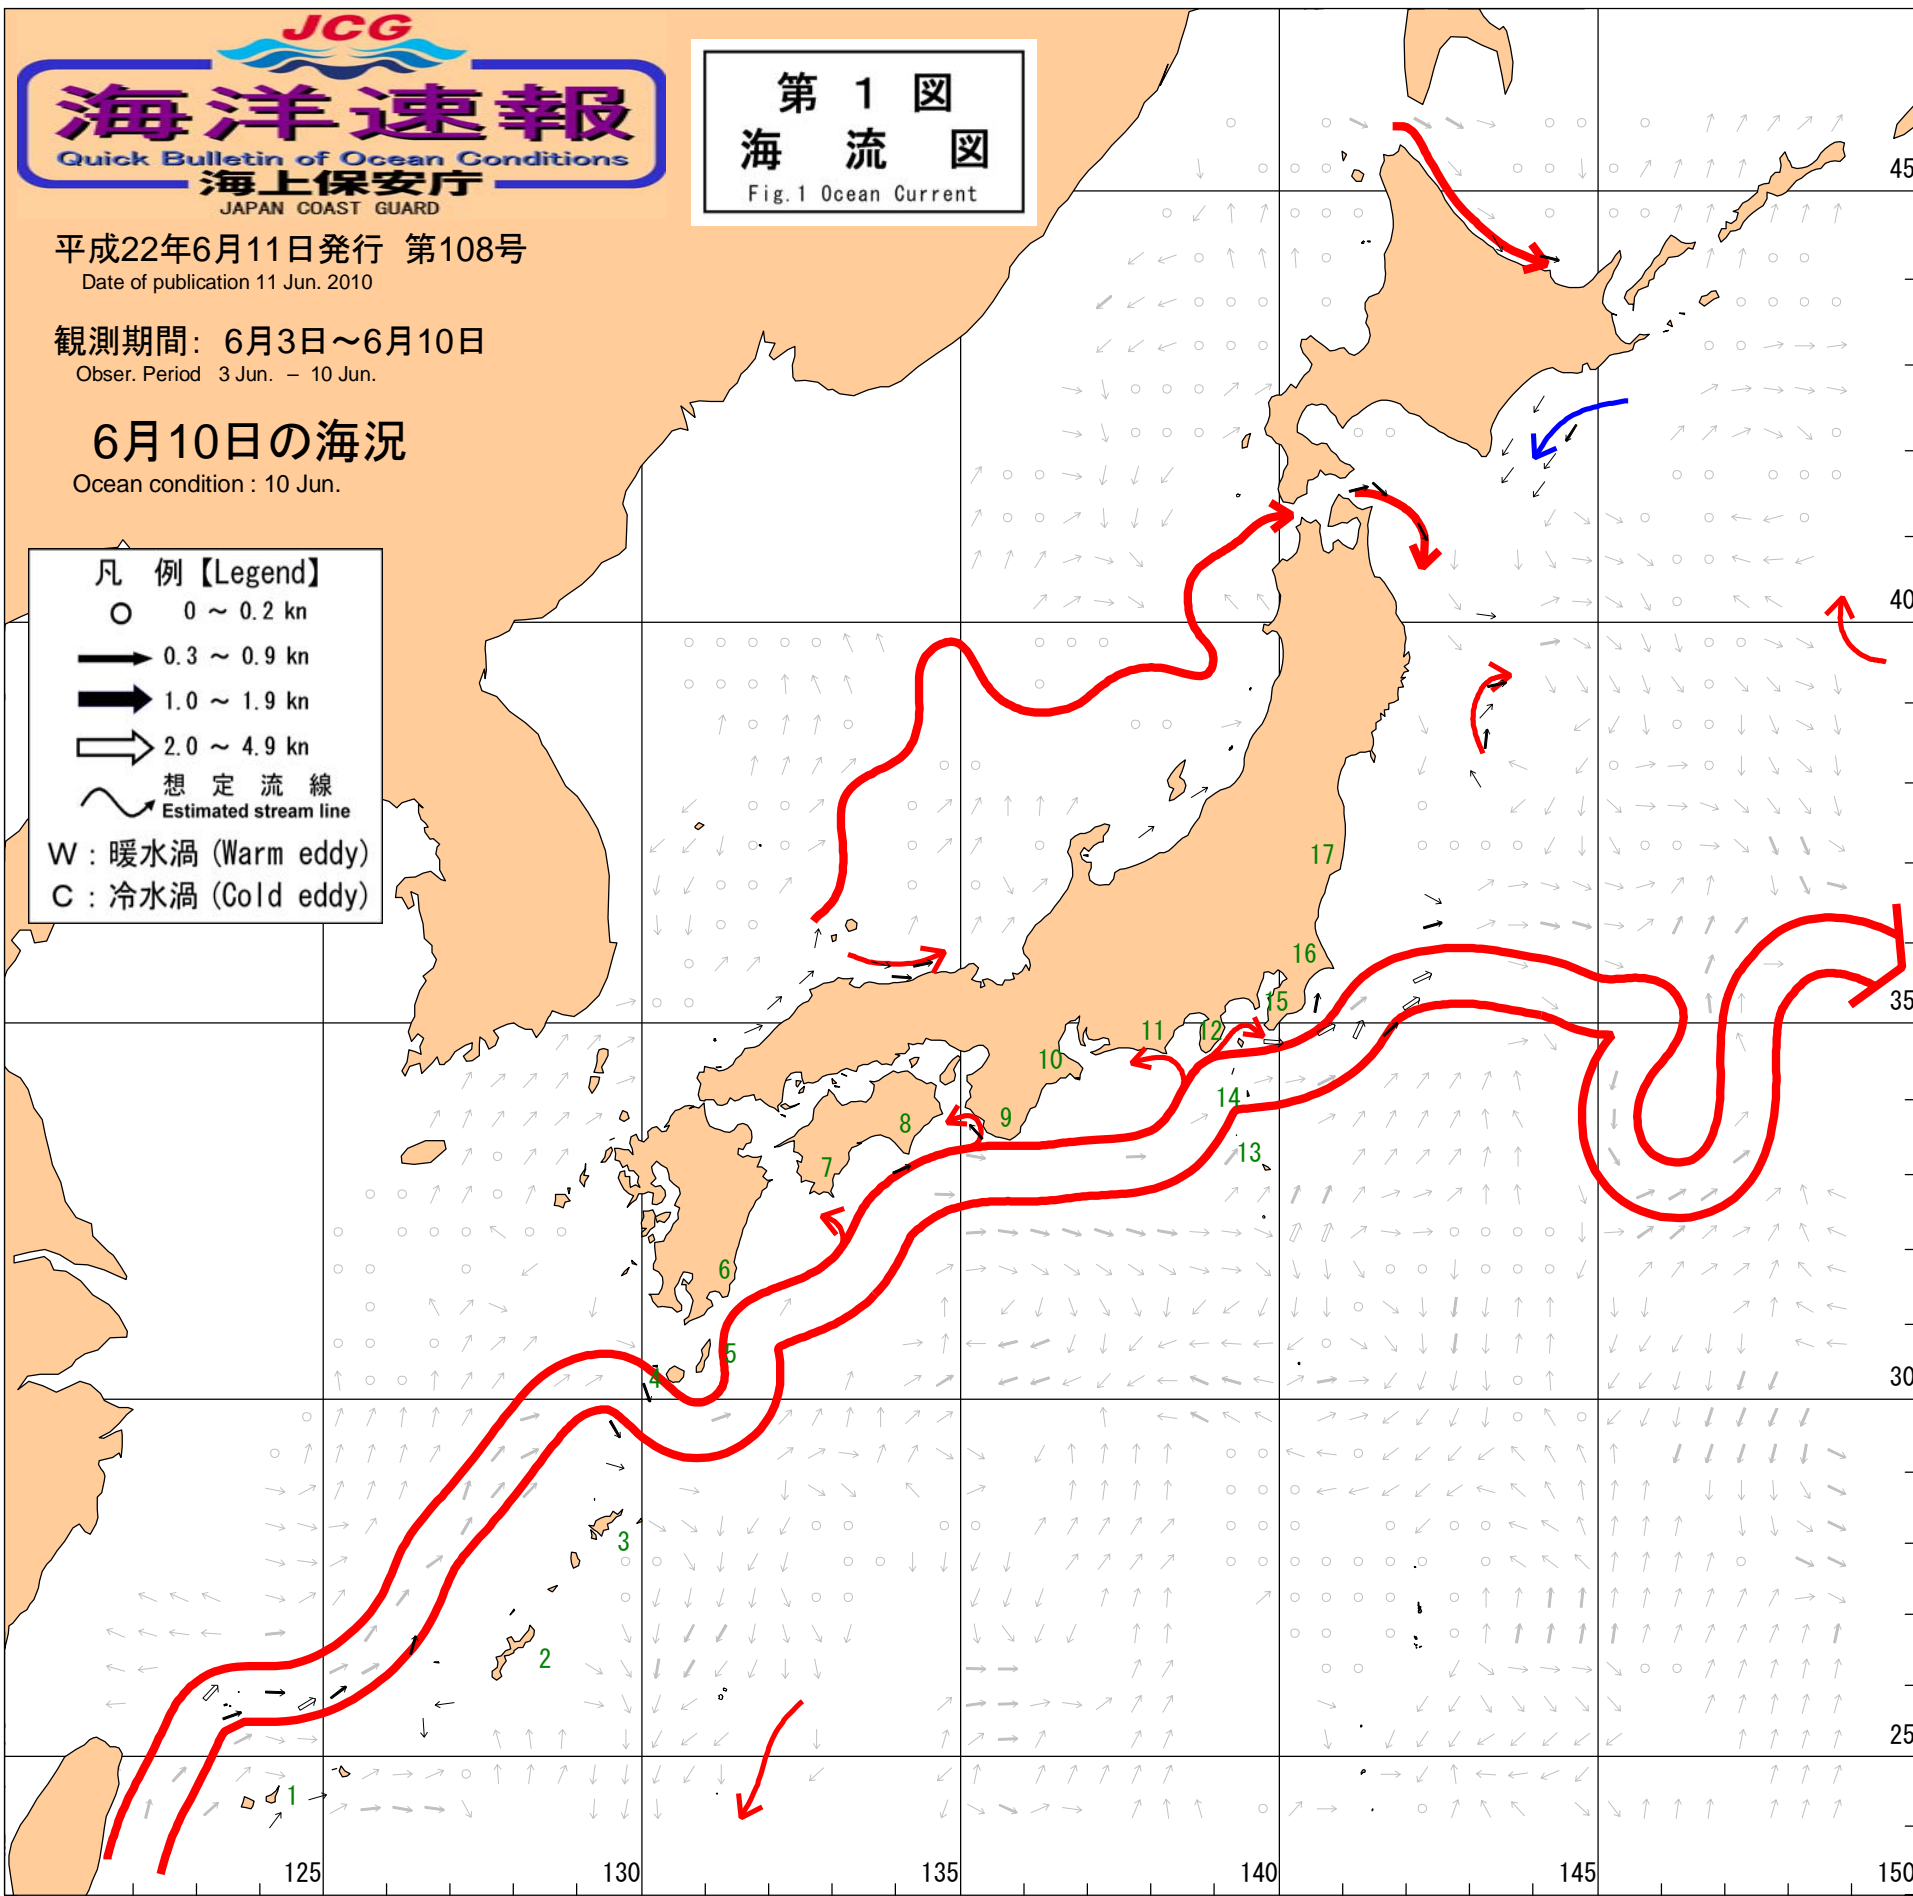 JCG
海洋速報
Quick Bulletin of Ocean Conditions
海上保安庁
JAPAN COAST GUARD
第 1 図
海 流 図
Fig.1 Ocean Current
平成22年6月11日発行 第108号
Date of publication 11 Jun. 2010
観測期間: 6月3日～6月10日
Obser. Period 3 Jun. – 10 Jun.
6月10日の海況
Ocean condition : 10 Jun.
凡 例【Legend】
0 ～ 0.2 kn
0.3 ～ 0.9 kn
1.0 ～ 1.9 kn
2.0 ～ 4.9 kn
想 定 流 線
Estimated stream line
W : 暖水渦 (Warm eddy)
C : 冷水渦 (Cold eddy)
45
40
17
16
35
15
11
12
10
14
9
8
13
7
6
5
4
30
3
2
25
1
125
130
135
140
145
150